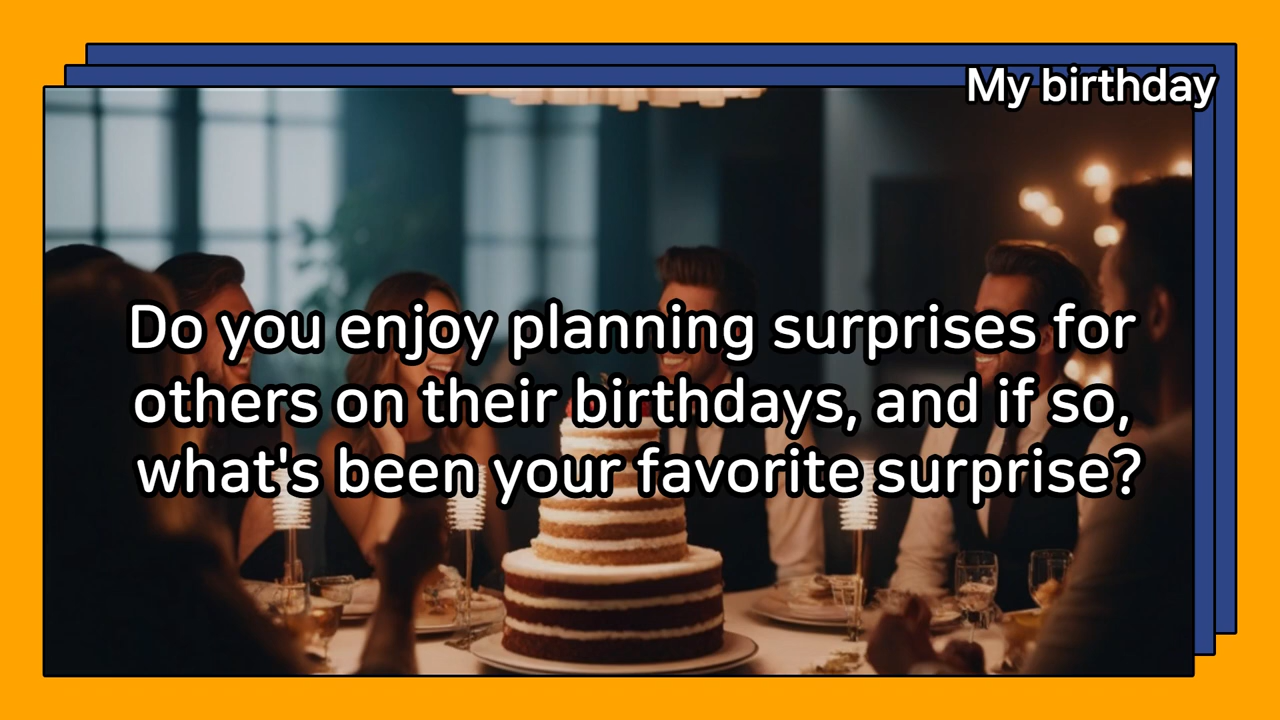 My birthday
Do you enjoy planning surprises for
others on their birthdays, and if so,
what's been your favorite surprise?